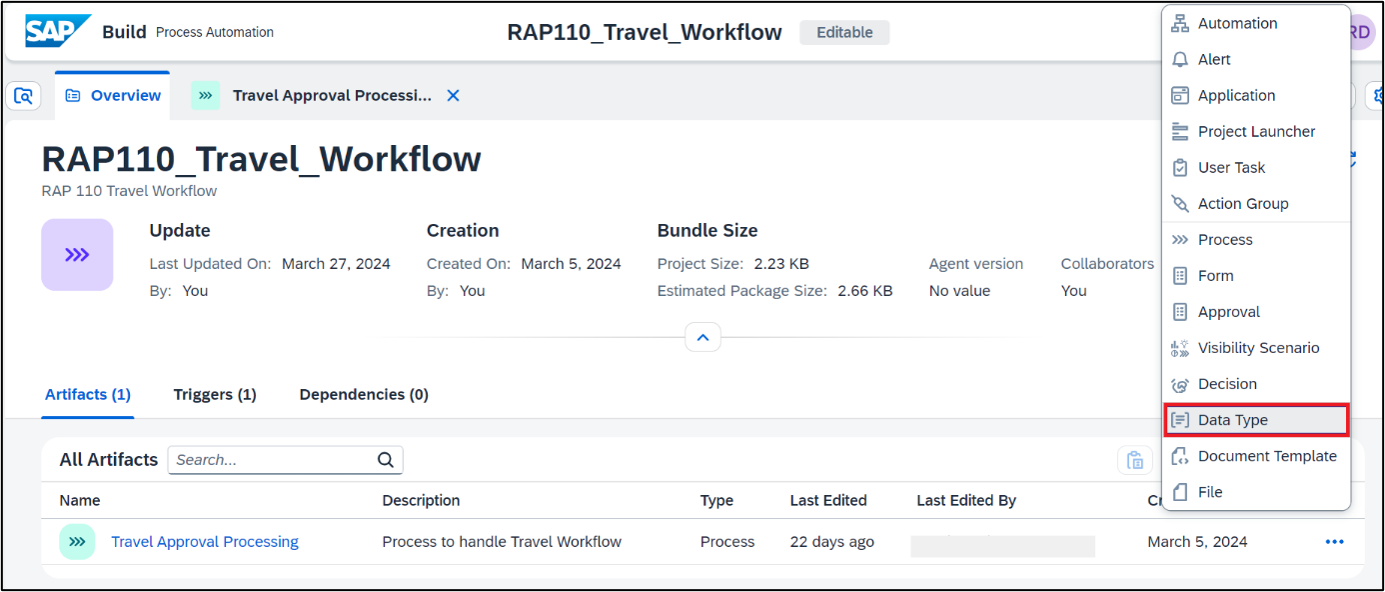 SAP Build Process Automation RAP110_Travel_Workflow Editable RD
Overview Travel Approval Processi...
RAP110_Travel_Workflow
RAP 110 Travel Workflow
Update Creation Bundle Size
Last Updated On: March 27, 2024 Created On: March 5, 2024 Project Size: 2.23 KB Agent version Collaborators
By: You By: You Estimated Package Size: 2.66 KB No value You
Artifacts (1) Triggers (1) Dependencies (0)
All Artifacts Search...
Name Description Type Last Edited Last Edited By
Travel Approval Processing Process to handle Travel Workflow Process 22 days ago March 5, 2024
Automation
Alert
Application
Project Launcher
User Task
Action Group
Process
Form
Approval
Visibility Scenario
Decision
Data Type
Document Template
File